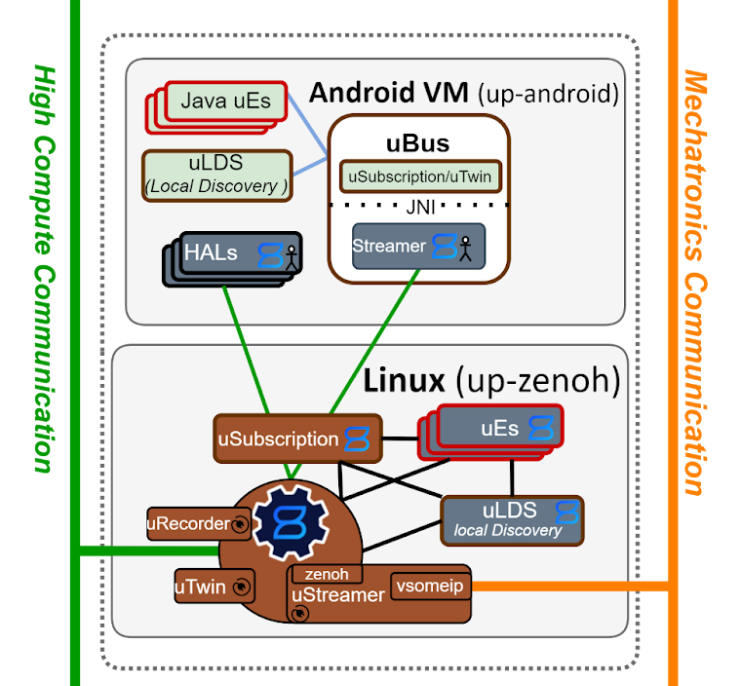 High Compute Communication
Mechatronics Communication
Android VM (up-android)
Java uEs
uLDS
(Local Discovery )
HALs
uBus
uSubscription/uTwin
JNI
Streamer
Linux (up-zenoh)
uSubscription
uEs
uLDS
local Discovery
uRecorder
uTwin
zenoh
uStreamer
vsomeip